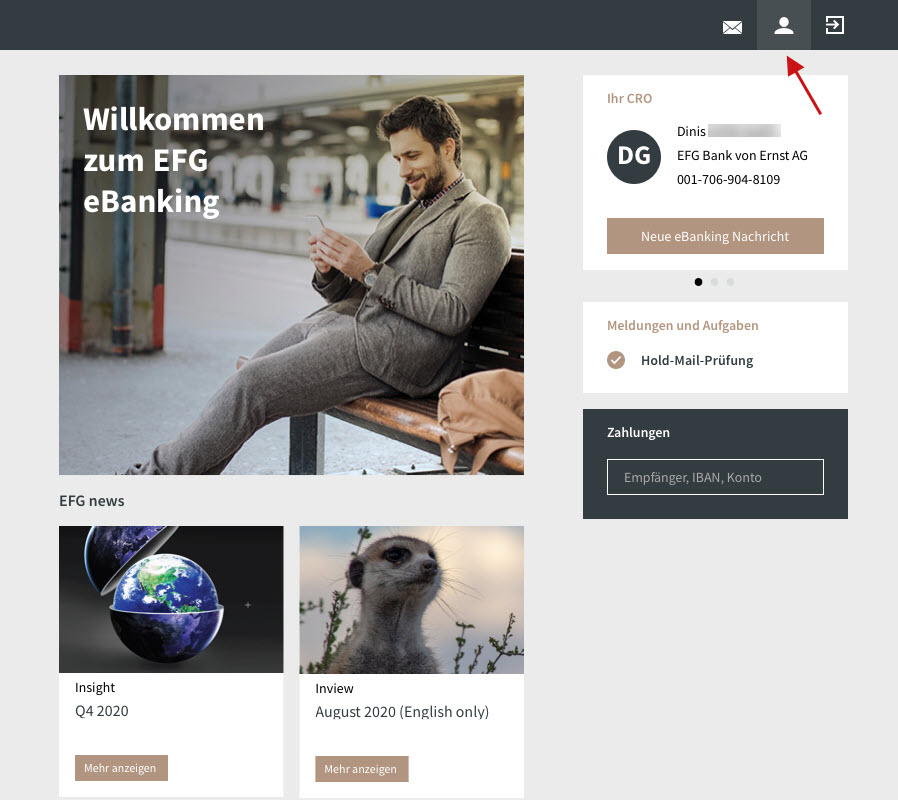 Willkommen
zum EFG
eBanking
Ihr CRO
DG
Dinis
EFG Bank von Ernst AG
001-706-904-8109
Neue eBanking Nachricht
Meldungen und Aufgaben
Hold-Mail-Prüfung
Zahlungen
Empfänger, IBAN, Konto
EFG news
Insight
Q4 2020
Mehr anzeigen
Inview
August 2020 (English only)
Mehr anzeigen